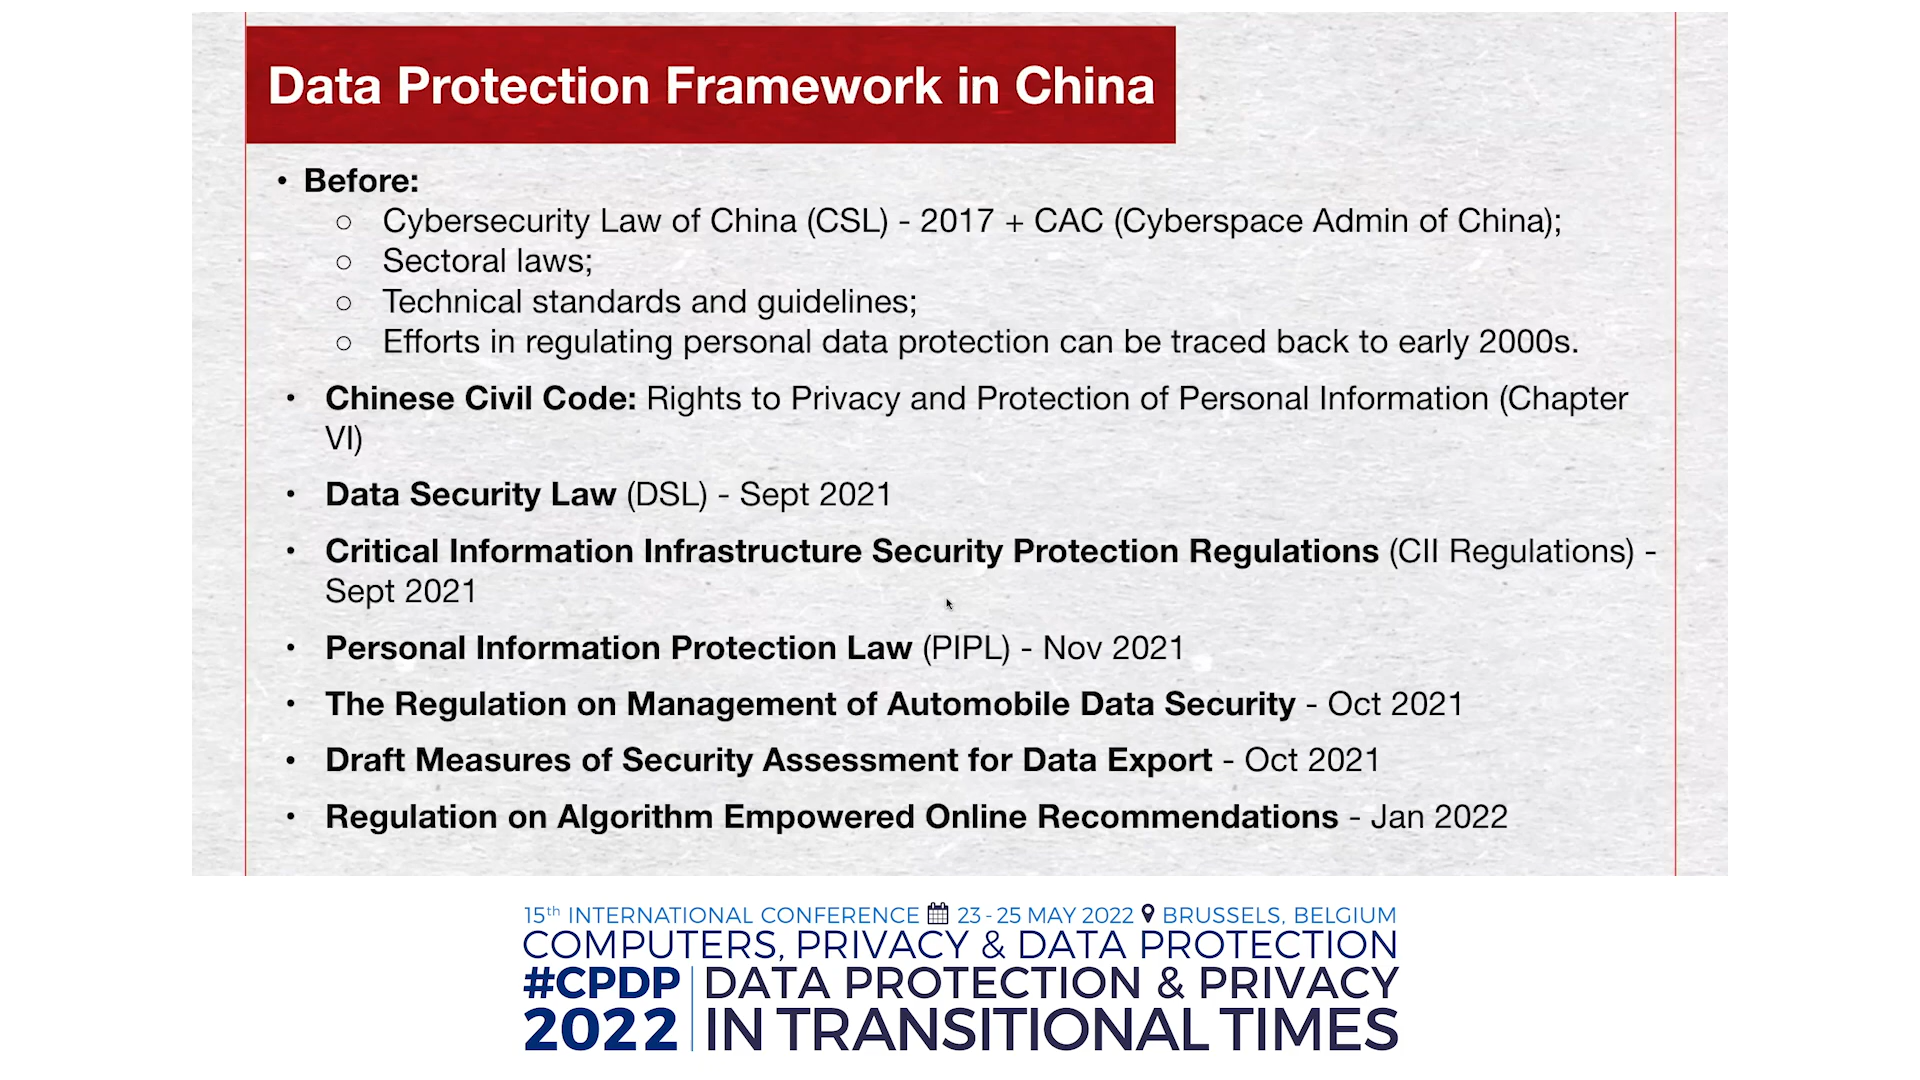 Data Protection Framework in China
• Before:
○ Cybersecurity Law of China (CSL) - 2017 + CAC (Cyberspace Admin of China);
○ Sectoral laws;
○ Technical standards and guidelines;
○ Efforts in regulating personal data protection can be traced back to early 2000s.
• Chinese Civil Code: Rights to Privacy and Protection of Personal Information (Chapter
VI)
• Data Security Law (DSL) - Sept 2021
• Critical Information Infrastructure Security Protection Regulations (CII Regulations) -
Sept 2021
• Personal Information Protection Law (PIPL) - Nov 2021
• The Regulation on Management of Automobile Data Security - Oct 2021
• Draft Measures of Security Assessment for Data Export - Oct 2021
• Regulation on Algorithm Empowered Online Recommendations - Jan 2022
15th INTERNATIONAL CONFERENCE 23 - 25 MAY 2022 BRUSSELS, BELGIUM
COMPUTERS, PRIVACY & DATA PROTECTION
#CPDP DATA PROTECTION & PRIVACY
2022 IN TRANSITIONAL TIMES